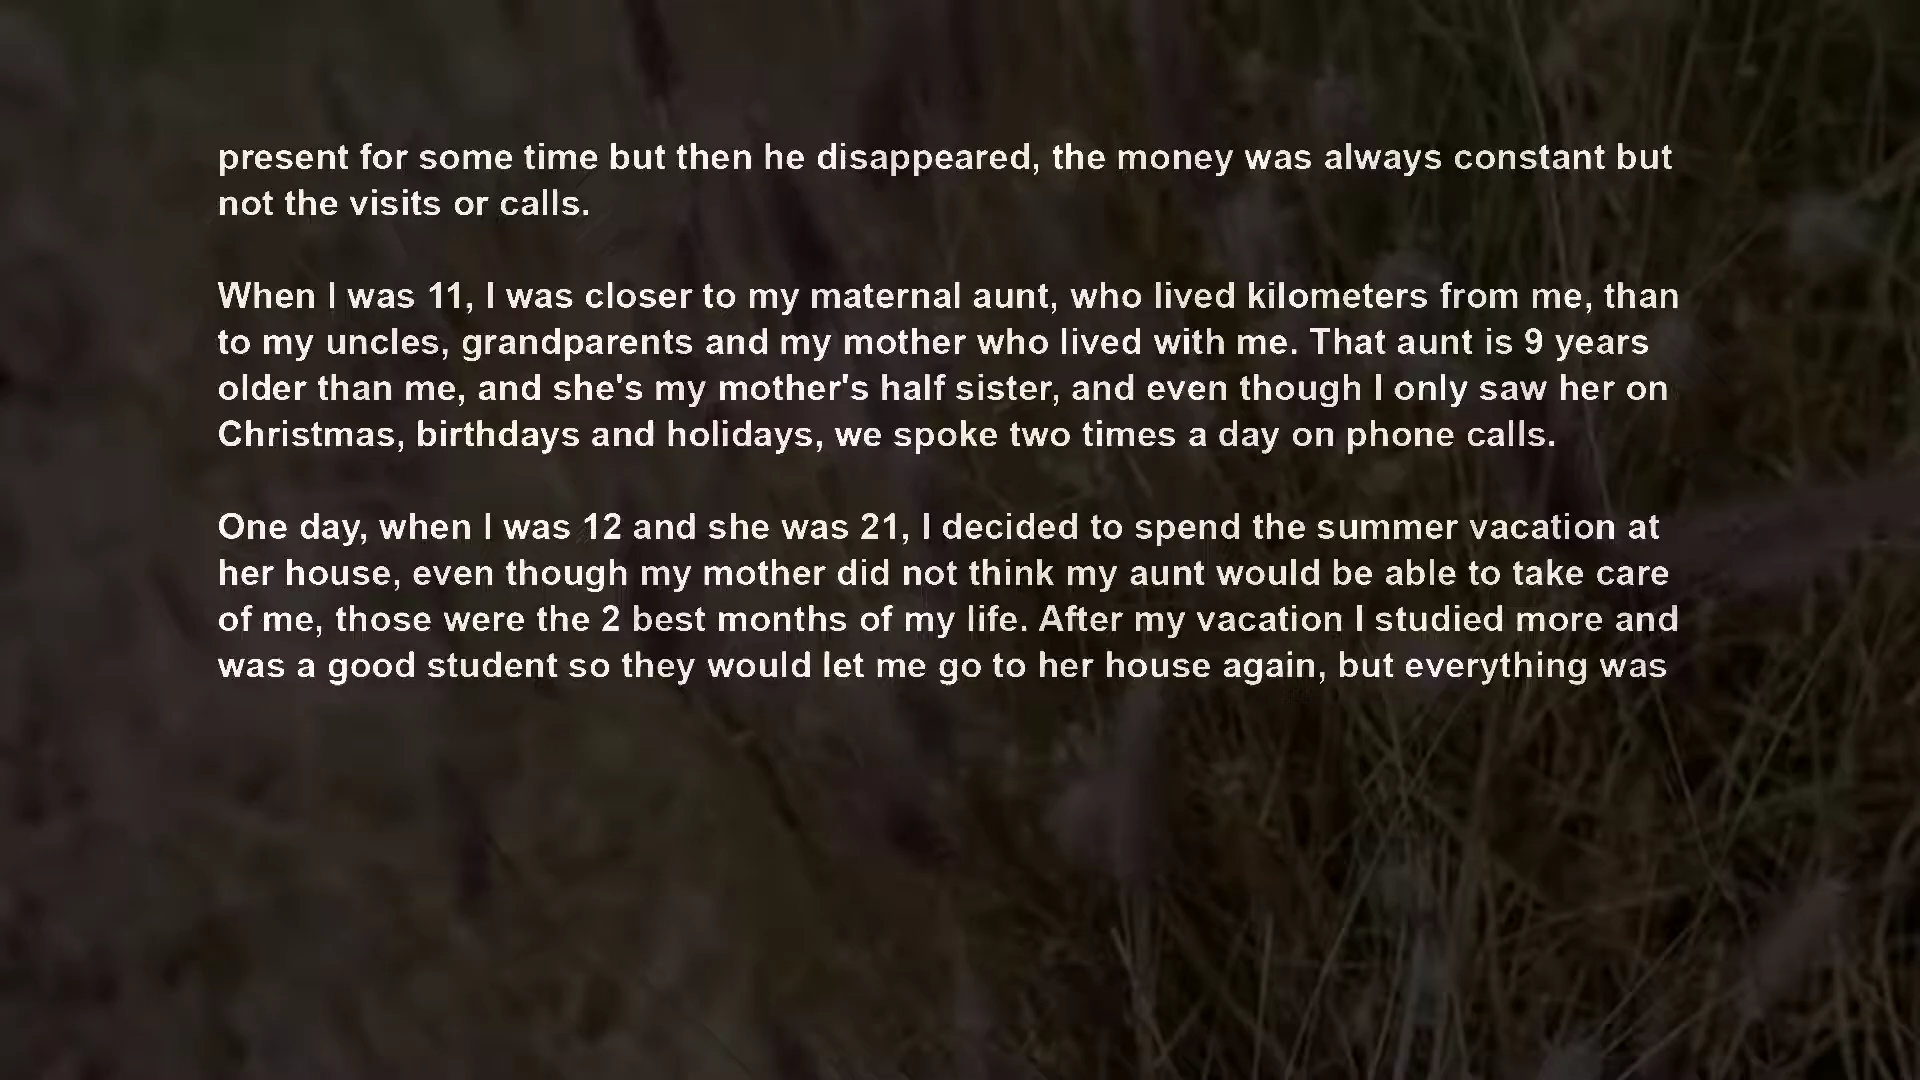 present for some time but then he disappeared, the money was always constant but
not the visits or calls.
When I was 11, I was closer to my maternal aunt, who lived kilometers from me, than
to my uncles, grandparents and my mother who lived with me. That aunt is 9 years
older than me, and she's my mother's half sister, and even though I only saw her on
Christmas, birthdays and holidays, we spoke two times a day on phone calls.
One day, when I was 12 and she was 21, I decided to spend the summer vacation at
her house, even though my mother did not think my aunt would be able to take care
of me, those were the 2 best months of my life. After my vacation I studied more and
was a good student so they would let me go to her house again, but everything was